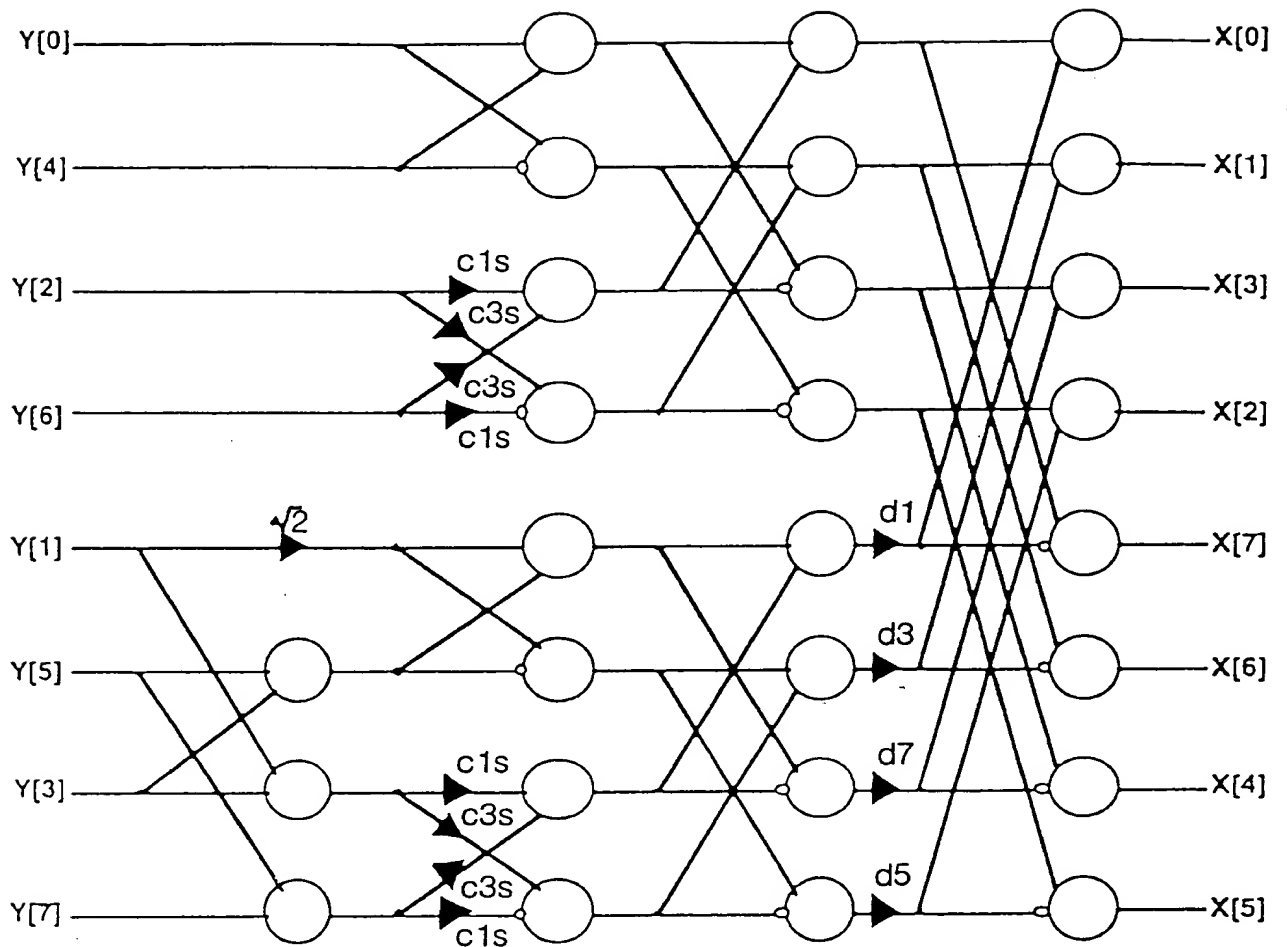 Y[0]
X[0]
Y[4]
X[1]
c1s
Y[2]
X[3]
c3s
c3s
Y[6]
X[2]
c1s
√2
d1
Y[1]
X[7]
d3
Y[5]
X[6]
c1s
d7
Y[3]
X[4]
c3s
c3s
d5
Y[7]
X[5]
c1s